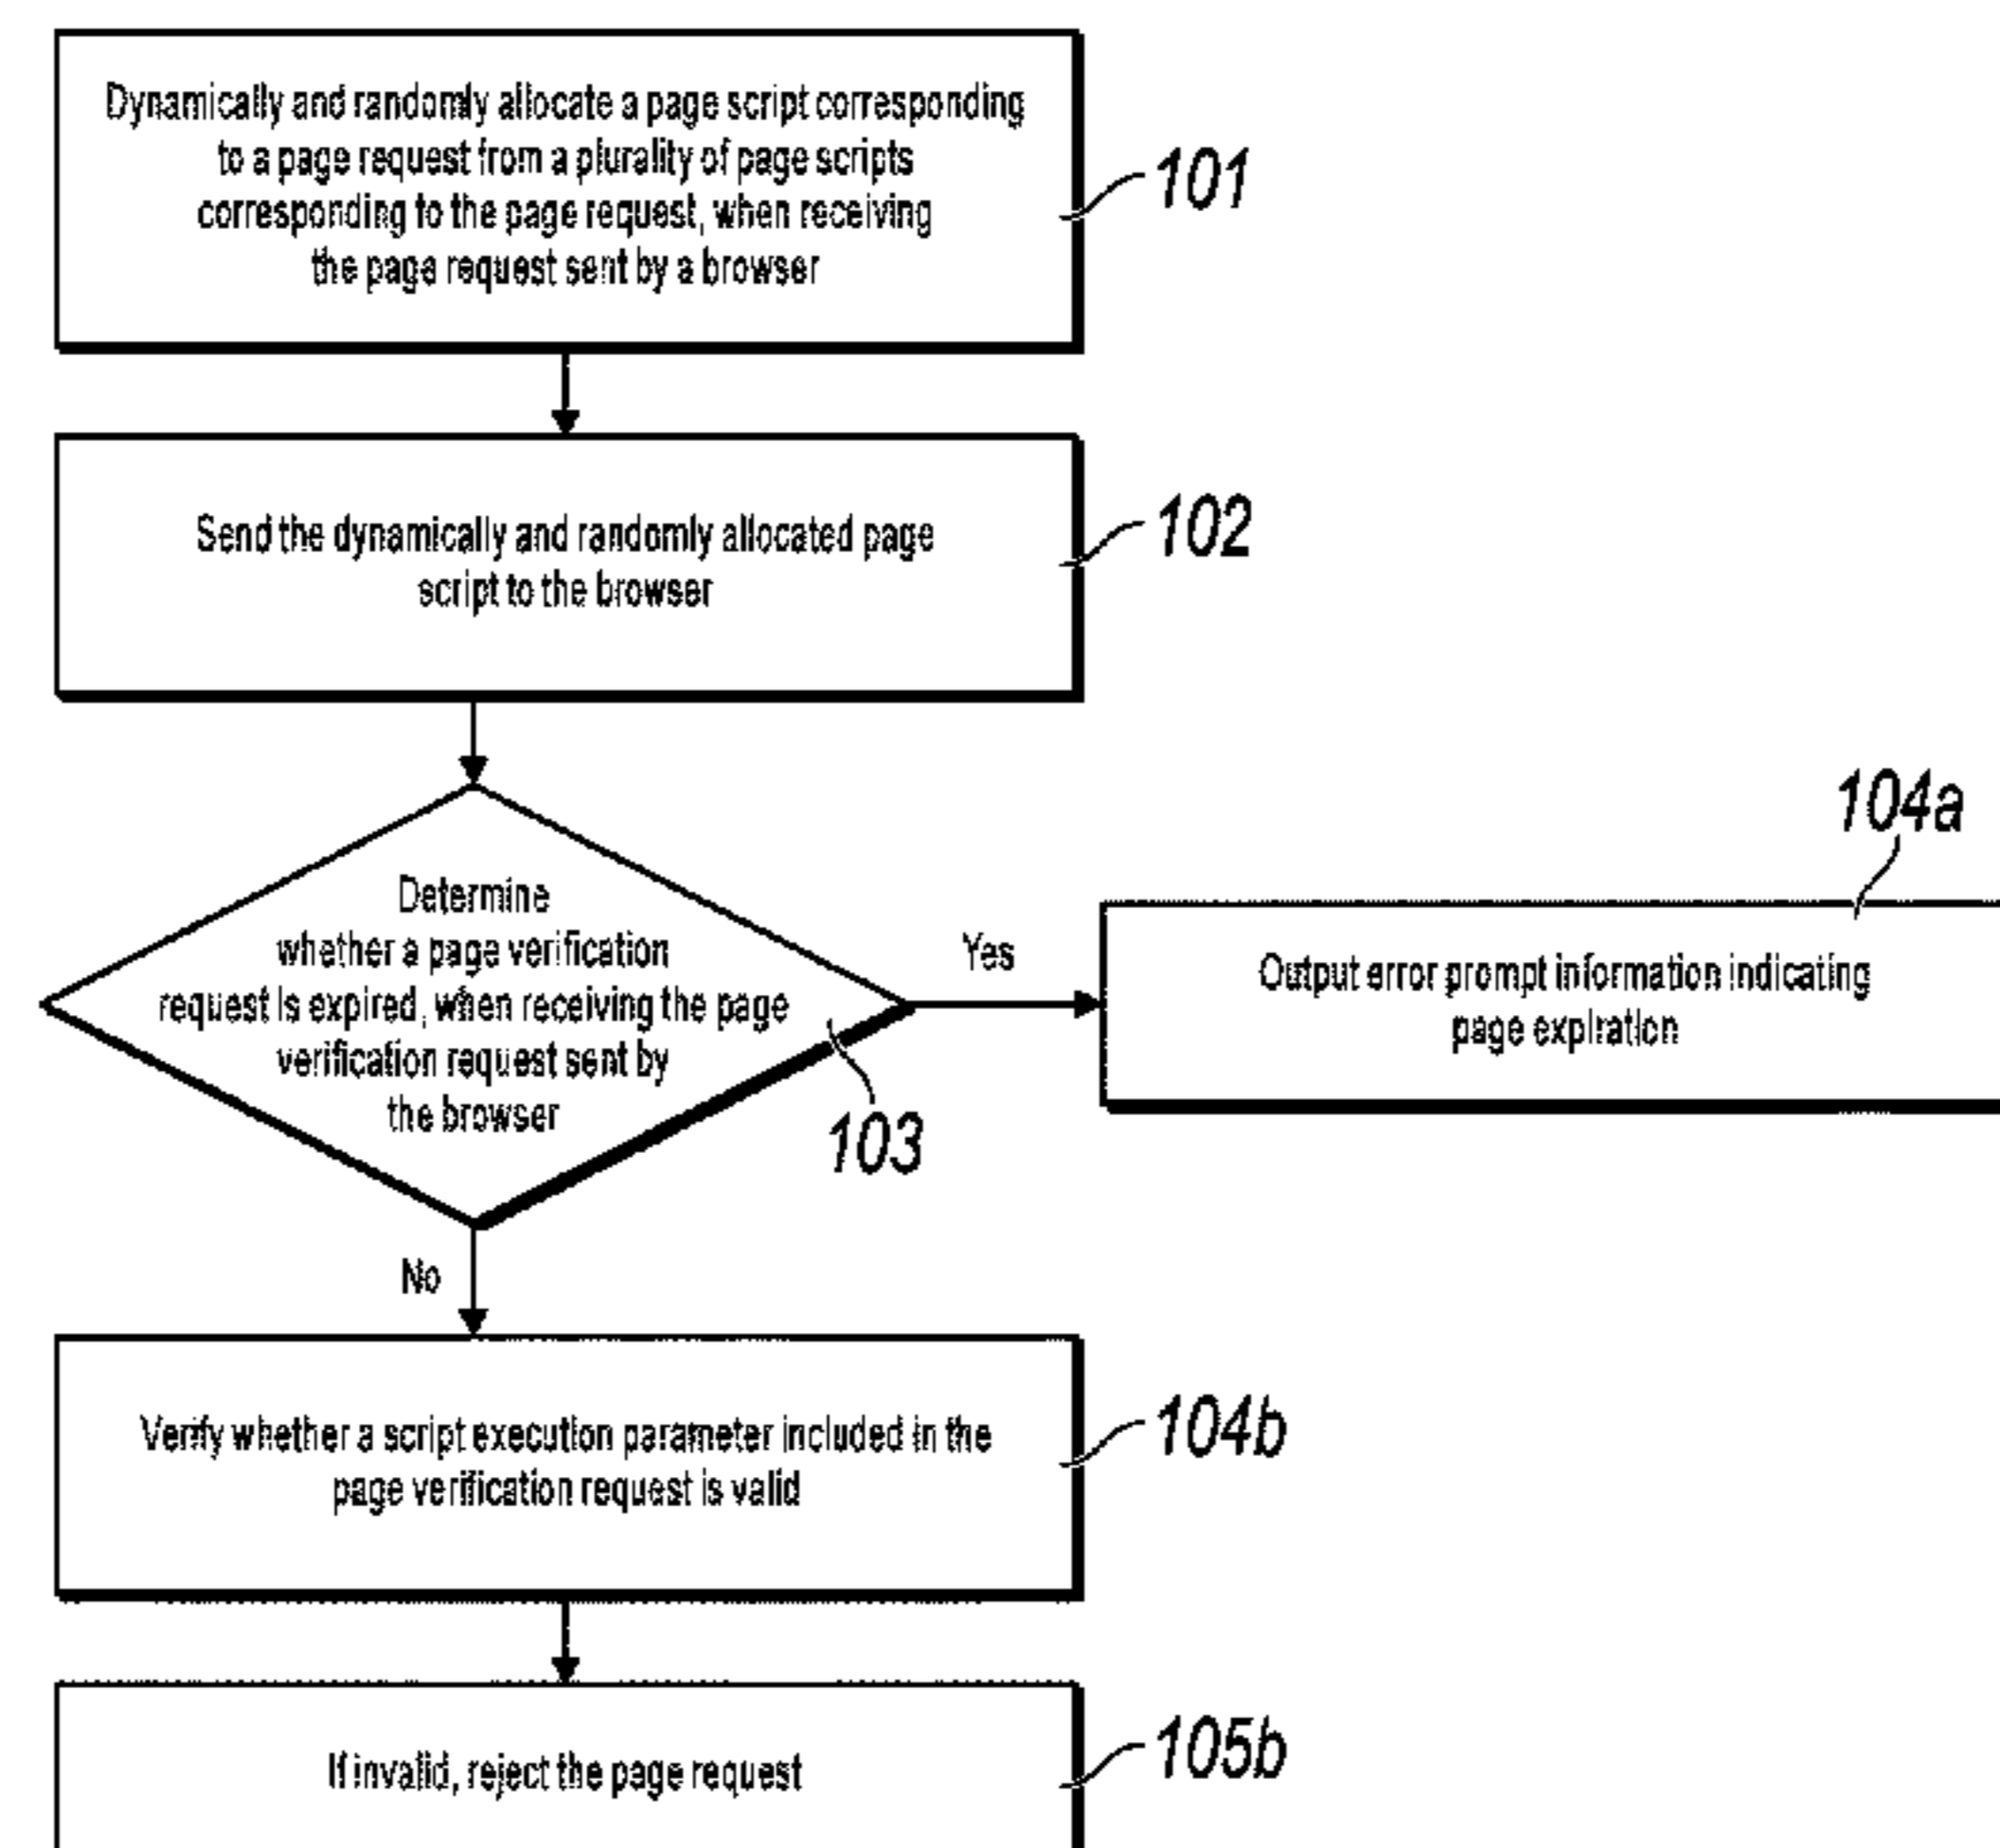 Dynamically and randomly allocate a page script corresponding
to a page request from a plurality of page scripts
corresponding to the page request, when receiving
the page request sent by a browser
101
Send the dynamically and randomly allocated page
script to the browser
102
Determine
whether a page verification
request is expired, when receiving the page
verification request sent by
the browser
103
Yes
104a
Output error prompt information indicating
page expiration
No
Verify whether a script execution parameter included in the
page verification request is valid
104b
If invalid, reject the page request
105b